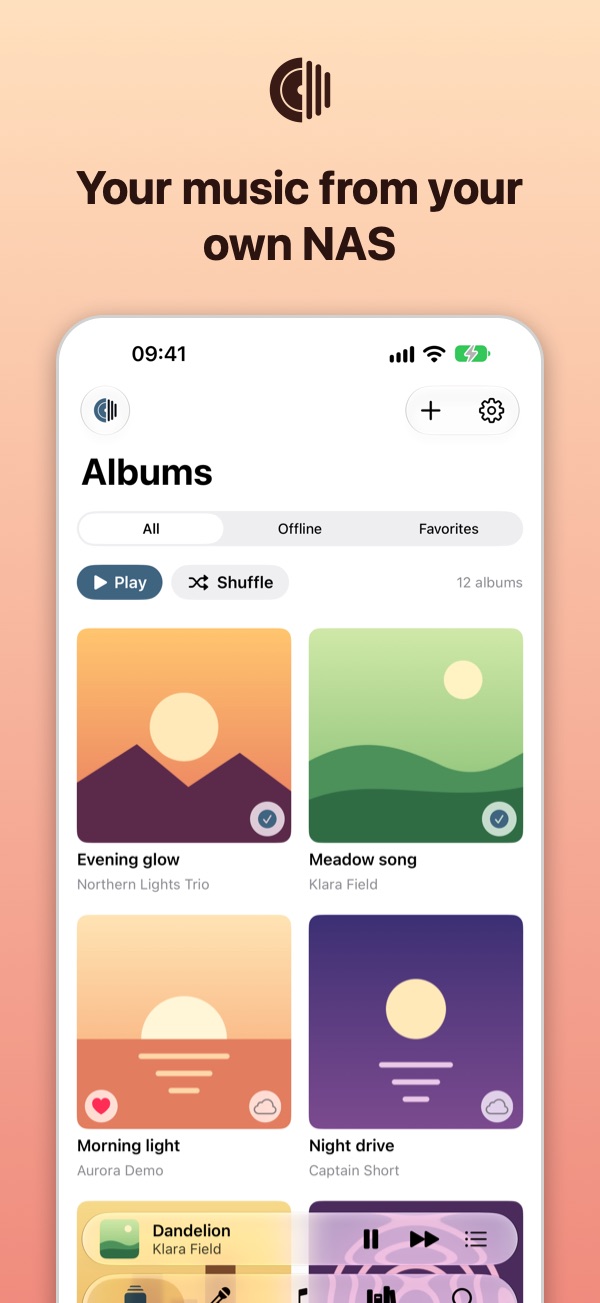 Your music from your
own NAS
09:41
Albums
All
Offline
Favorites
Play
Shuffle
12 albums
Evening glow
Northern Lights Trio
Meadow song
Klara Field
Morning light
Aurora Demo
Night drive
Captain Short
Dandelion
Klara Field